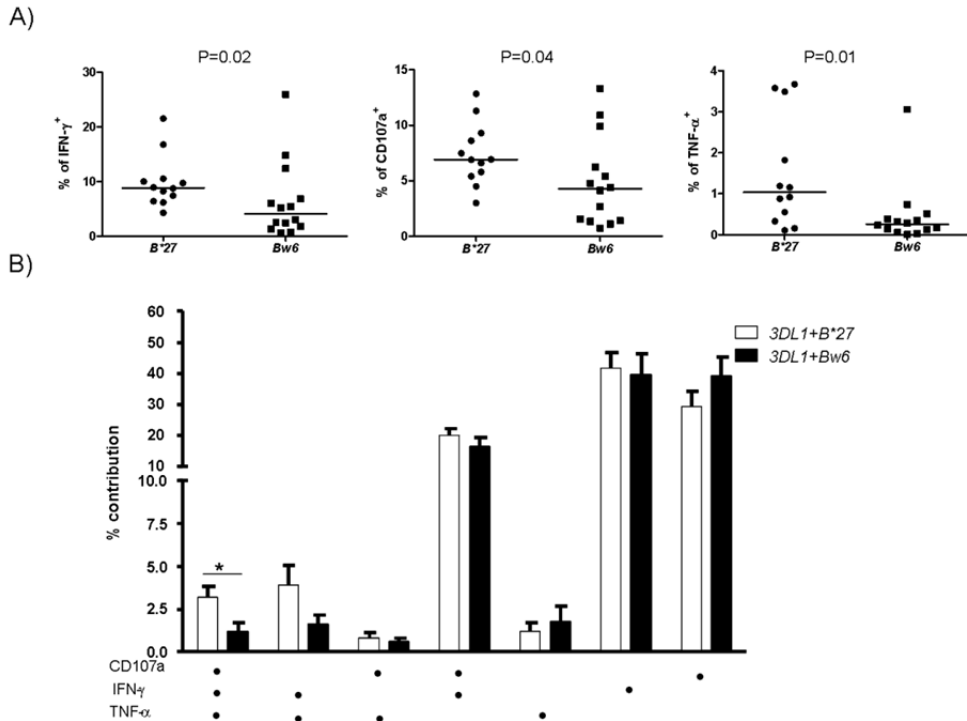 A)
P=0.02
% of IFN-γ+
30
20
10
0
B*27
Bw6
P=0.04
% of CD107a+
15
10
5
0
B*27
Bw6
P=0.01
% of TNF-α+
4
3
2
1
0
B*27
Bw6
B)
% contribution
60
50
40
30
20
10
10.0
7.5
5.0
2.5
0.0
*
3DL1+B*27
3DL1+Bw6
CD107a
IFN-γ
TNF-α